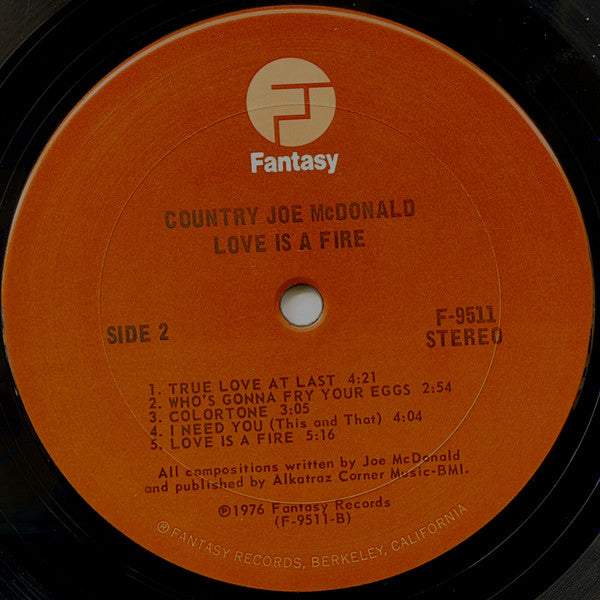 Fantasy
COUNTRY JOE McDONALD
LOVE IS A FIRE
SIDE 2
F-9511
STEREO
1. TRUE LOVE AT LAST 4:21
2. WHO'S GONNA FRY YOUR EGGS 2:54
3. COLORTONE 3:05
4. I NEED YOU (This and That) 4:04
5. LOVE IS A FIRE 5:16
All compositions written by Joe McDonald
and published by Alkatraz Corner Music-BMI.
℗1976 Fantasy Records
(F-9511-B)
® FANTASY RECORDS, BERKELEY, CALIFORNIA